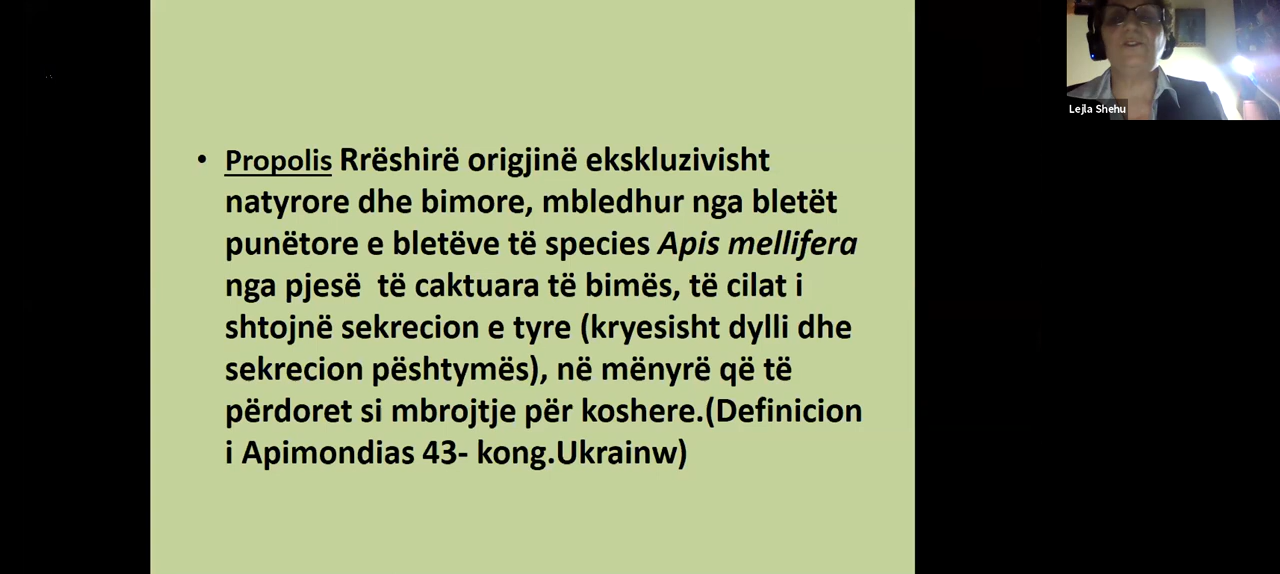 • Propolis Rrëshirë origjinë ekskluzivisht
natyrore dhe bimore, mbledhur nga bletët
punëtore e bletëve të species Apis mellifera
nga pjesë  të caktuara të bimës, të cilat i
shtojnë sekrecion e tyre (kryesisht dylli dhe
sekrecion pështymës), në mënyrë që të
përdoret si mbrojtje për koshere.(Definicion
i Apimondias 43- kong.Ukrainw)
Lejla Shehu